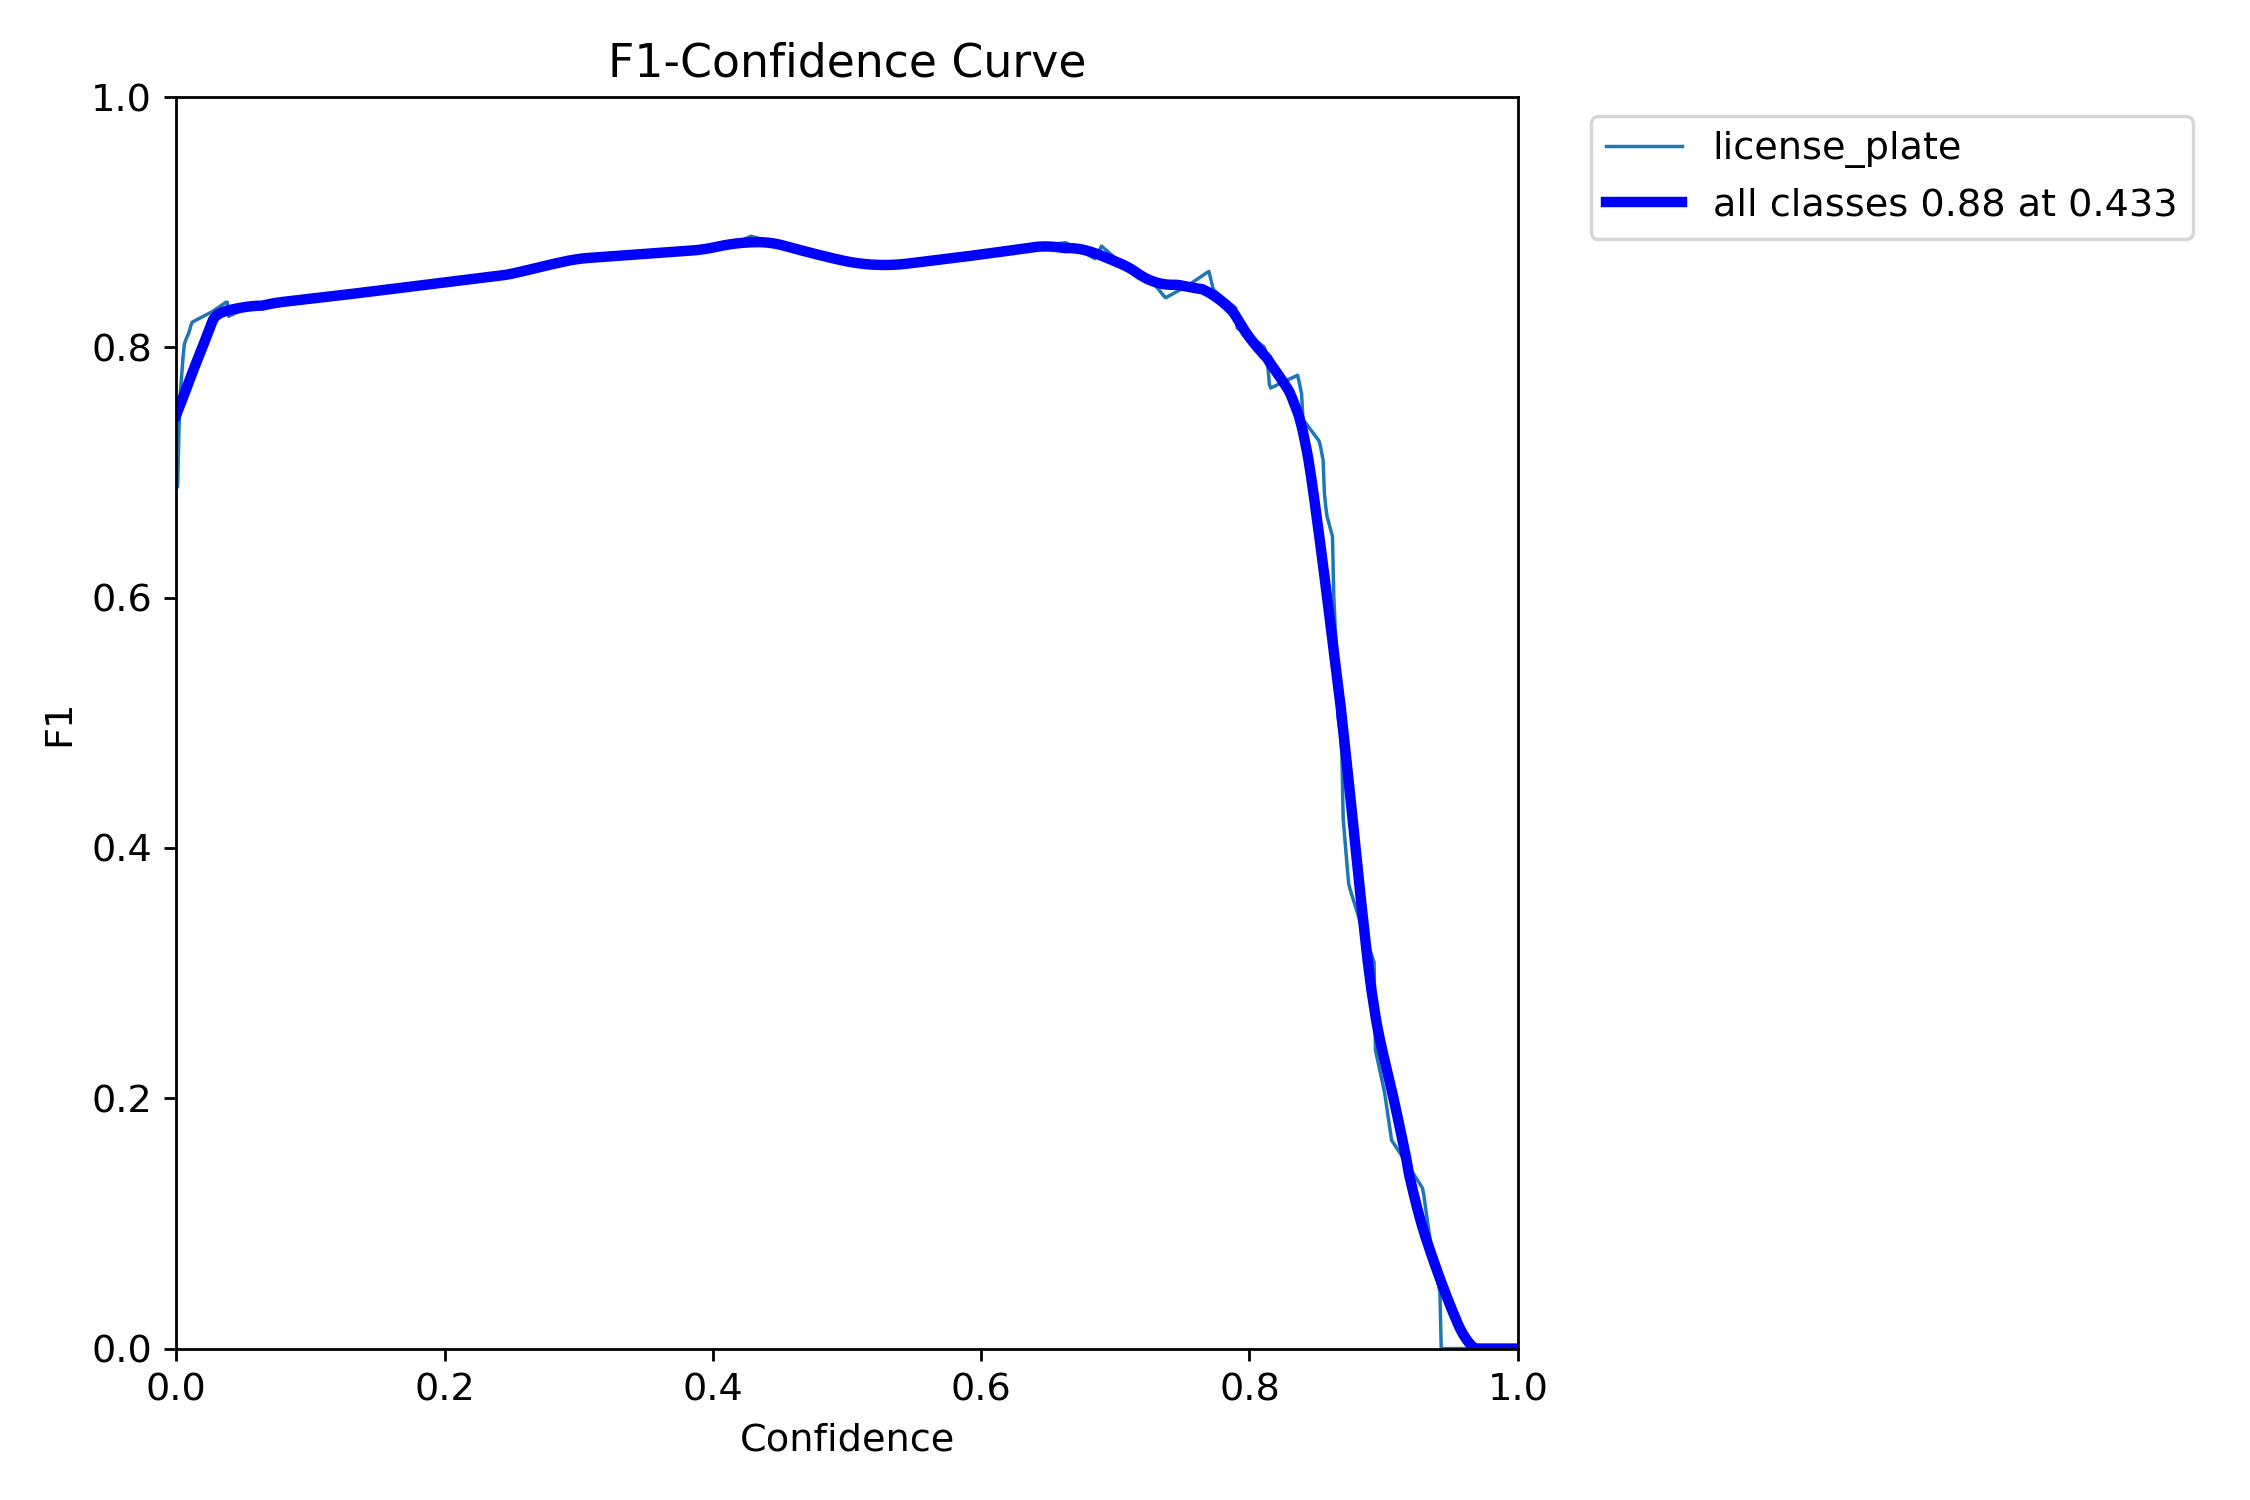 F1-Confidence Curve
1.0
0.8
0.6
0.4
0.2
0.0
F1
0.0 0.2 0.4 0.6 0.8 1.0
Confidence
license_plate
all classes 0.88 at 0.433